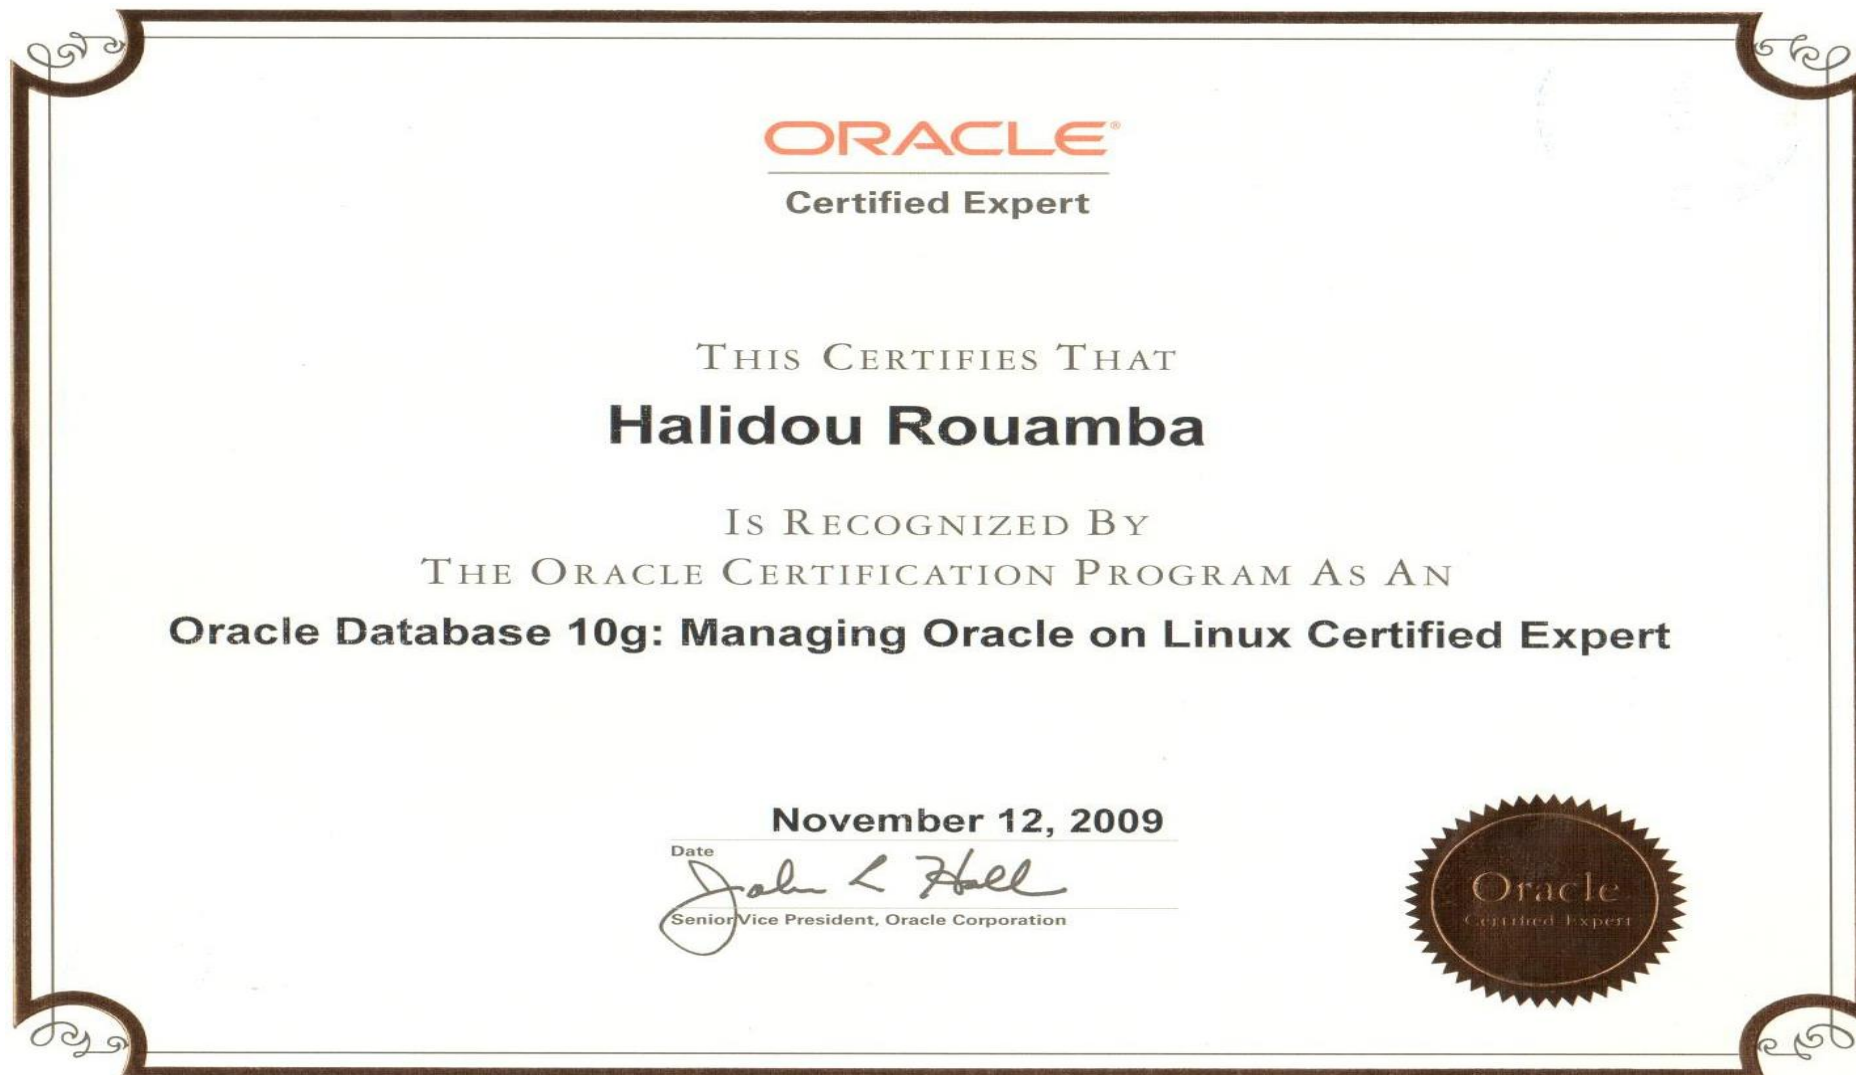 ORACLE®
Certified Expert
THIS CERTIFIES THAT
Halidou Rouamba
IS RECOGNIZED BY
THE ORACLE CERTIFICATION PROGRAM AS AN
Oracle Database 10g: Managing Oracle on Linux Certified Expert
November 12, 2009
Date
John L Hall
Senior Vice President, Oracle Corporation
Oracle
Certified Expert